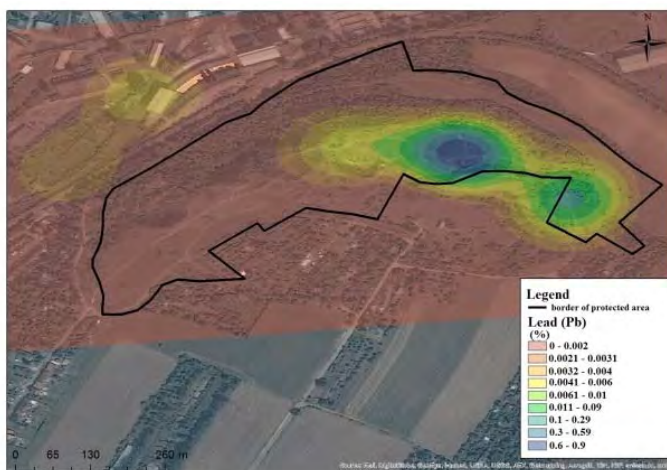 N
Legend
border of protected area
Lead (Pb)
(%)
0 - 0.002
0.0021 - 0.0031
0.0032 - 0.004
0.0041 - 0.006
0.0061 - 0.01
0.011 - 0.09
0.1 - 0.29
0.3 - 0.59
0.6 - 0.9
0 65 130 260 m